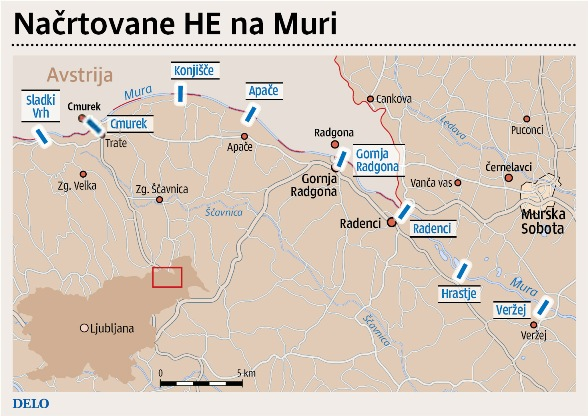 Načrtovane HE na Muri
Avstrija
Konjišče
Mura
Apače
Sladki
Vrh
Cmurek
Cmurek
Trate
Apače
Radgona
Gornja
Radgona
Gornja
Radgona
Cankova
Ledava
Puconci
Vanča vas
Černelavci
Murska
Sobota
Zg. Velka
Zg. Ščavnica
Ščavnica
Radenci
Radenci
Hrastje
Mura
Veržej
Veržej
Ščavnica
Ljubljana
0 5 km
DELO